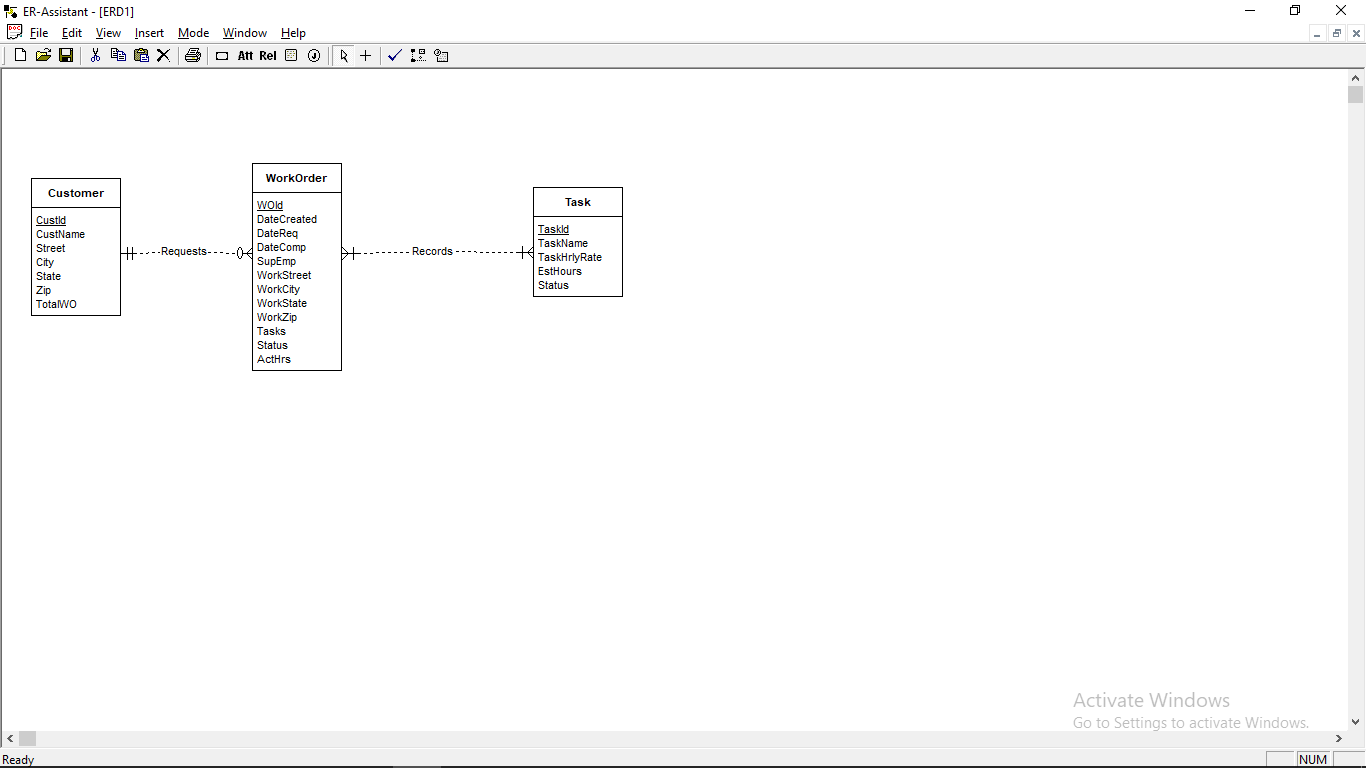 ER-Assistant - [ERD1]
File Edit View Insert Mode Window Help
Att Rel J
Customer
CustId
CustName
Street
City
State
Zip
TotalWO
Requests
WorkOrder
WOId
DateCreated
DateReq
DateComp
SupEmp
WorkStreet
WorkCity
WorkState
WorkZip
Tasks
Status
ActHrs
Records
Task
TaskId
TaskName
TaskHrlyRate
EstHours
Status
Activate Windows
Go to Settings to activate Windows.
Ready NUM